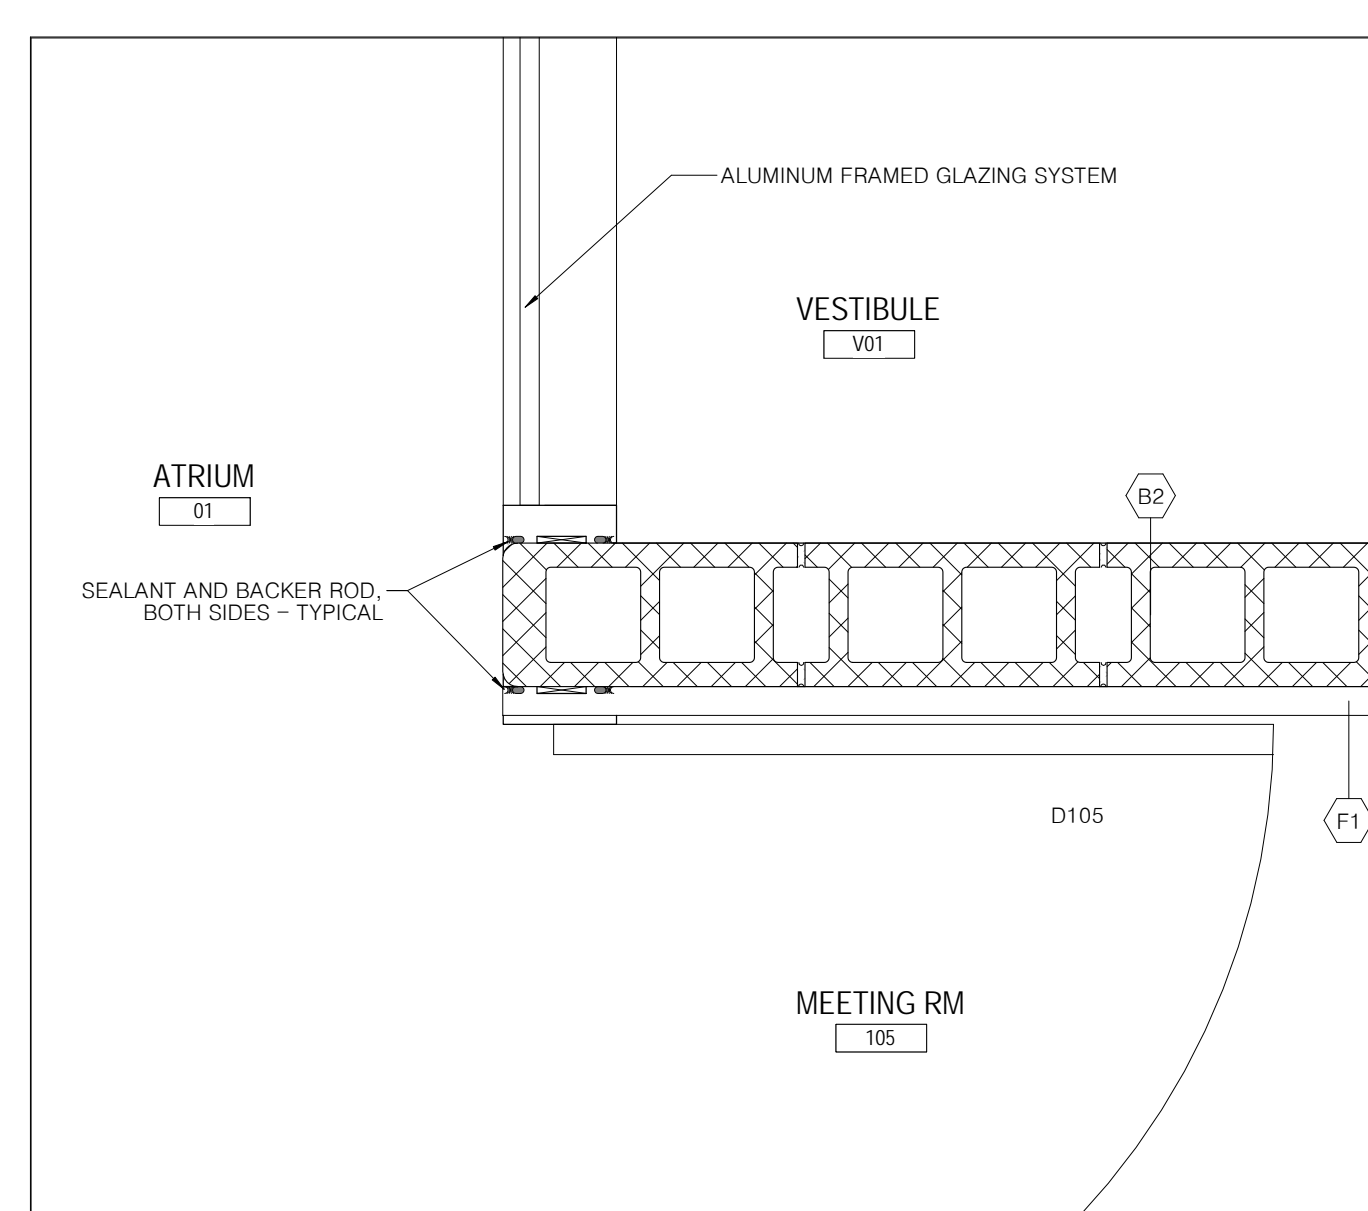 ALUMINUM FRAMED GLAZING SYSTEM
VESTIBULE
V01
ATRIUM
01
B2
SEALANT AND BACKER ROD,
BOTH SIDES – TYPICAL
D105
F1
MEETING RM
105